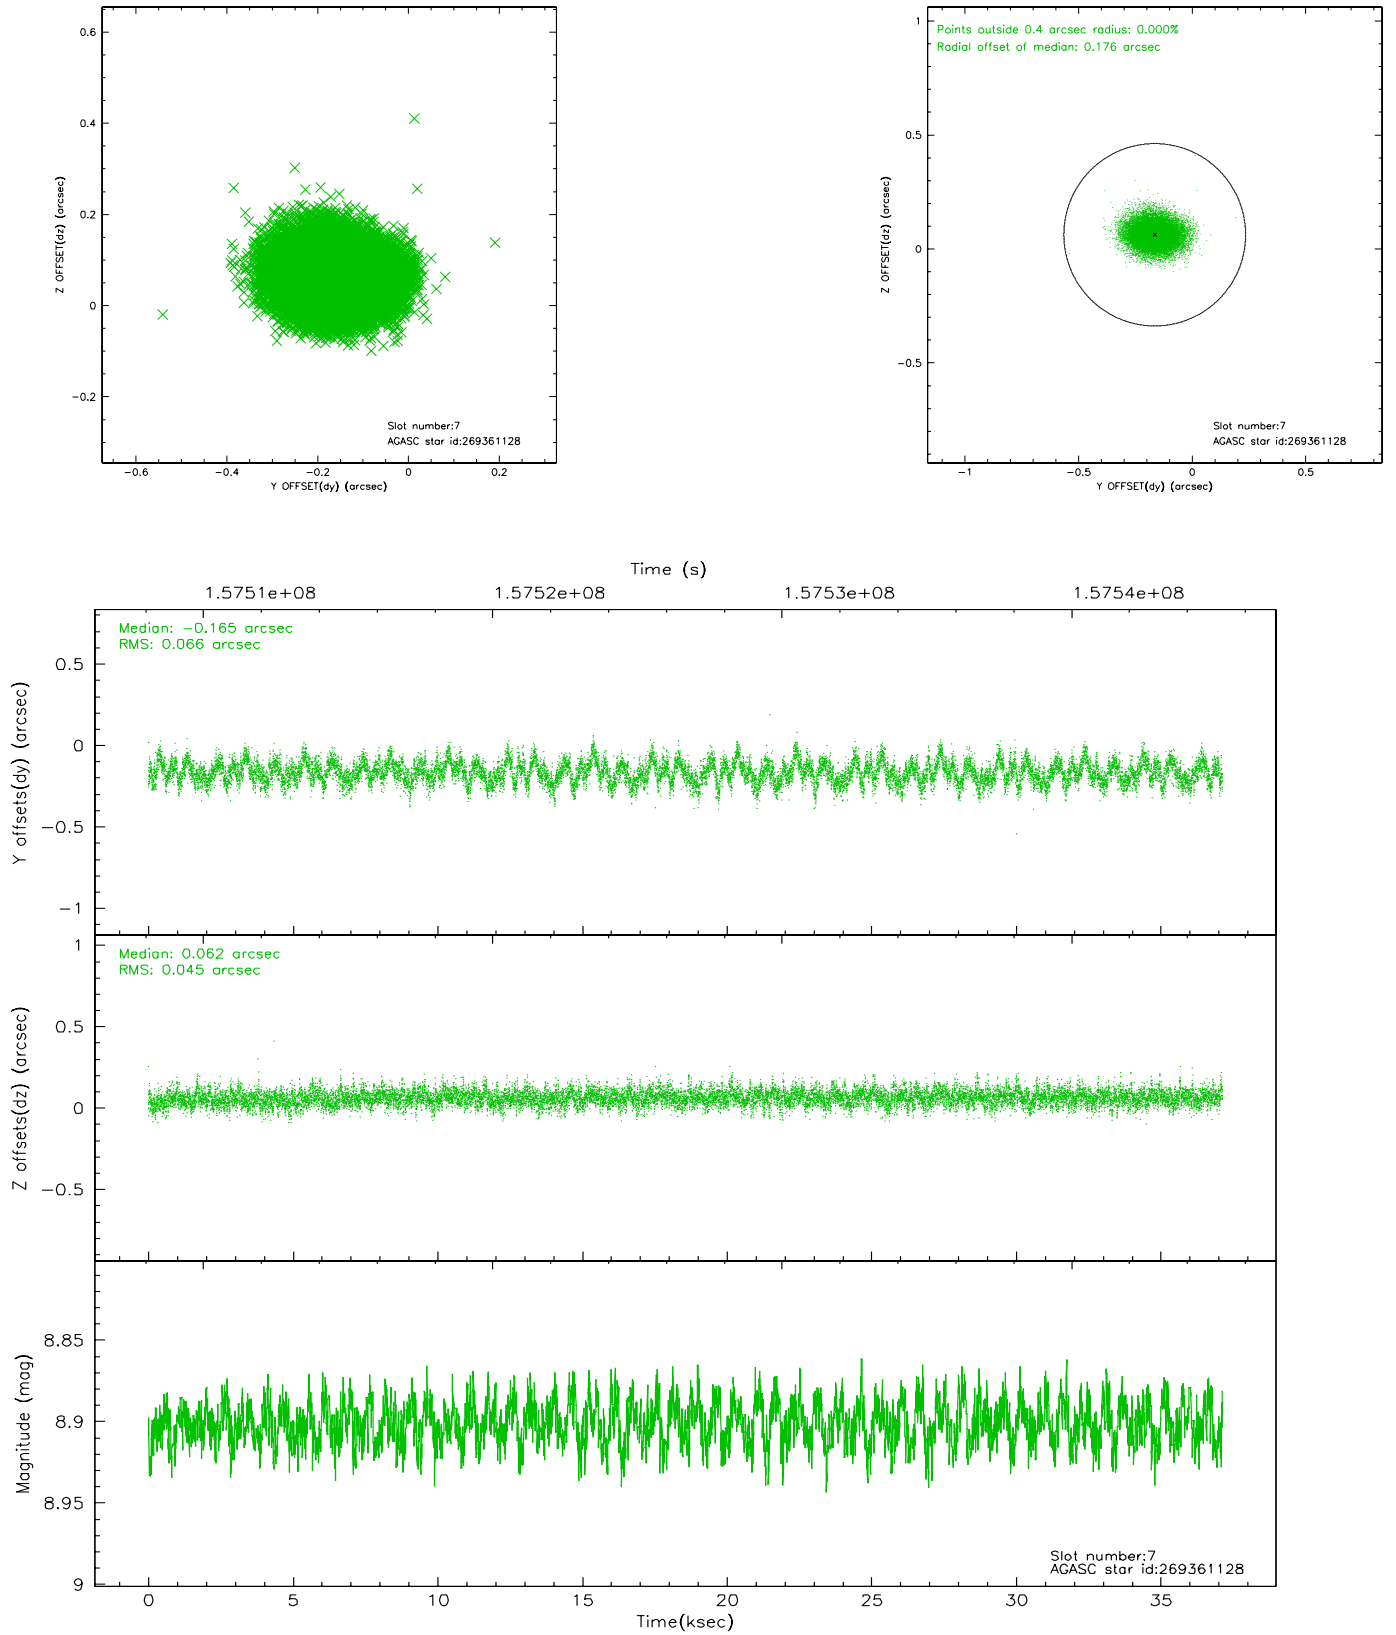 0.6
0.4
0.2
0
−0.2
Z OFFSET(dz) (arcsec)
−0.6
−0.4
−0.2
0
0.2
Y OFFSET(dy) (arcsec)
Slot number:7
AGASC star id:269361128
Points outside 0.4 arcsec radius: 0.000%
Radial offset of median: 0.176 arcsec
1
0.5
0
−0.5
Z OFFSET(dz) (arcsec)
−1
−0.5
0
0.5
Y OFFSET(dy) (arcsec)
Slot number:7
AGASC star id:269361128
Time (s)
1.5751e+08
1.5752e+08
1.5753e+08
1.5754e+08
Median: −0.165 arcsec
RMS: 0.066 arcsec
0.5
0
−0.5
−1
Y offsets(dy) (arcsec)
Median: 0.062 arcsec
RMS: 0.045 arcsec
1
0.5
0
−0.5
Z offsets(dz) (arcsec)
8.85
8.9
8.95
9
Magnitude (mag)
Slot number:7
AGASC star id:269361128
0
5
10
15
20
25
30
35
Time(ksec)